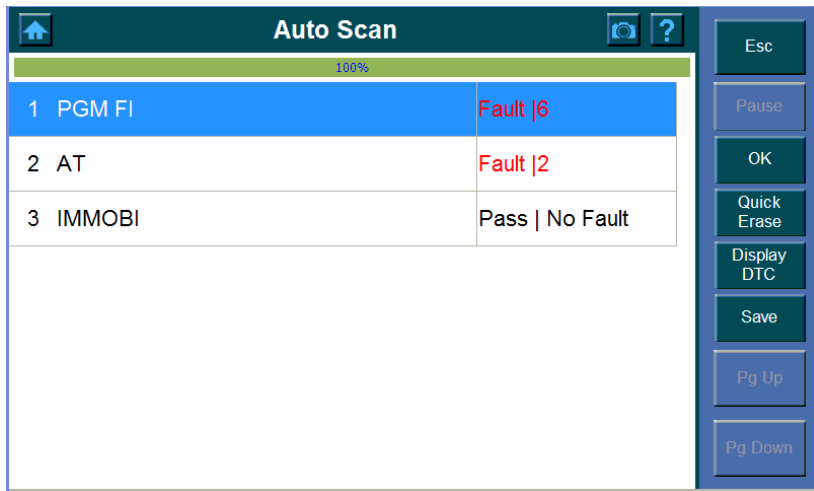 Auto Scan
?
100%
1 PGM FI Fault |6
2 AT Fault |2
3 IMMOBI Pass | No Fault
Esc
Pause
OK
Quick
Erase
Display
DTC
Save
Pg Up
Pg Down